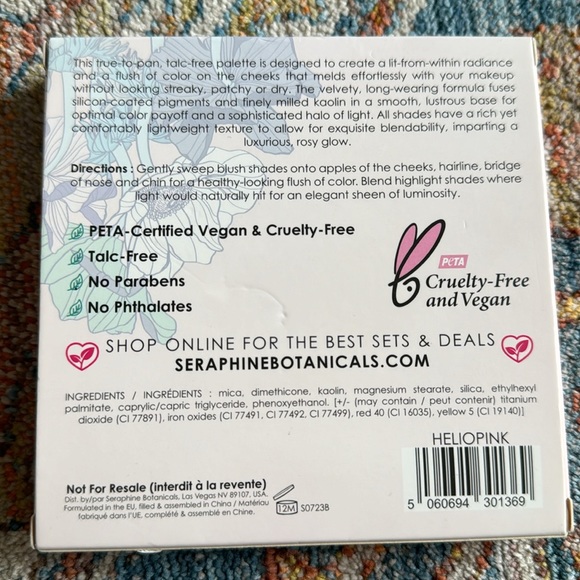 This true-to-pan, talc-free palette is designed to create a lit-from-within radiance
and a flush of color on the cheeks that melds effortlessly with your makeup
without looking streaky, patchy or dry. The velvety, long-wearing formula fuses
silicon-coated pigments and finely milled kaolin in a smooth, lustrous base for
optimal color payoff and a sophisticated halo of light. All shades have a rich yet
comfortably lightweight texture to allow for exquisite blendability, imparting a
luxurious, rosy glow.
Directions : Gently sweep blush shades onto apples of the cheeks, hairline, bridge
of nose and chin for a healthy-looking flush of color. Blend highlight shades where
light would naturally hit for an elegant sheen of luminosity.
PETA-Certified Vegan & Cruelty-Free
Talc-Free
No Parabens
No Phthalates
PETA
Cruelty-Free
and Vegan
SHOP ONLINE FOR THE BEST SETS & DEALS
SERAPHINEBOTANICALS.COM
INGREDIENTS / INGRÉDIENTS : mica, dimethicone, kaolin, magnesium stearate, silica, ethylhexyl
palmitate, caprylic/capric triglyceride, phenoxyethanol. [+/- (may contain / peut contenir) titanium
dioxide (CI 77891), iron oxides (CI 77491, CI 77492, CI 77499), red 40 (CI 16035), yellow 5 (CI 19140)]
HELIOPINK
Not For Resale (interdit à la revente)
Dist. by/par Seraphine Botanicals, Las Vegas NV 89107, USA.
Formulated in the EU, filled & assembled in China / Matériau
fabriqué dans l'UE, complété & assemblé en Chine.
12M
S0723B
5 060694 301369